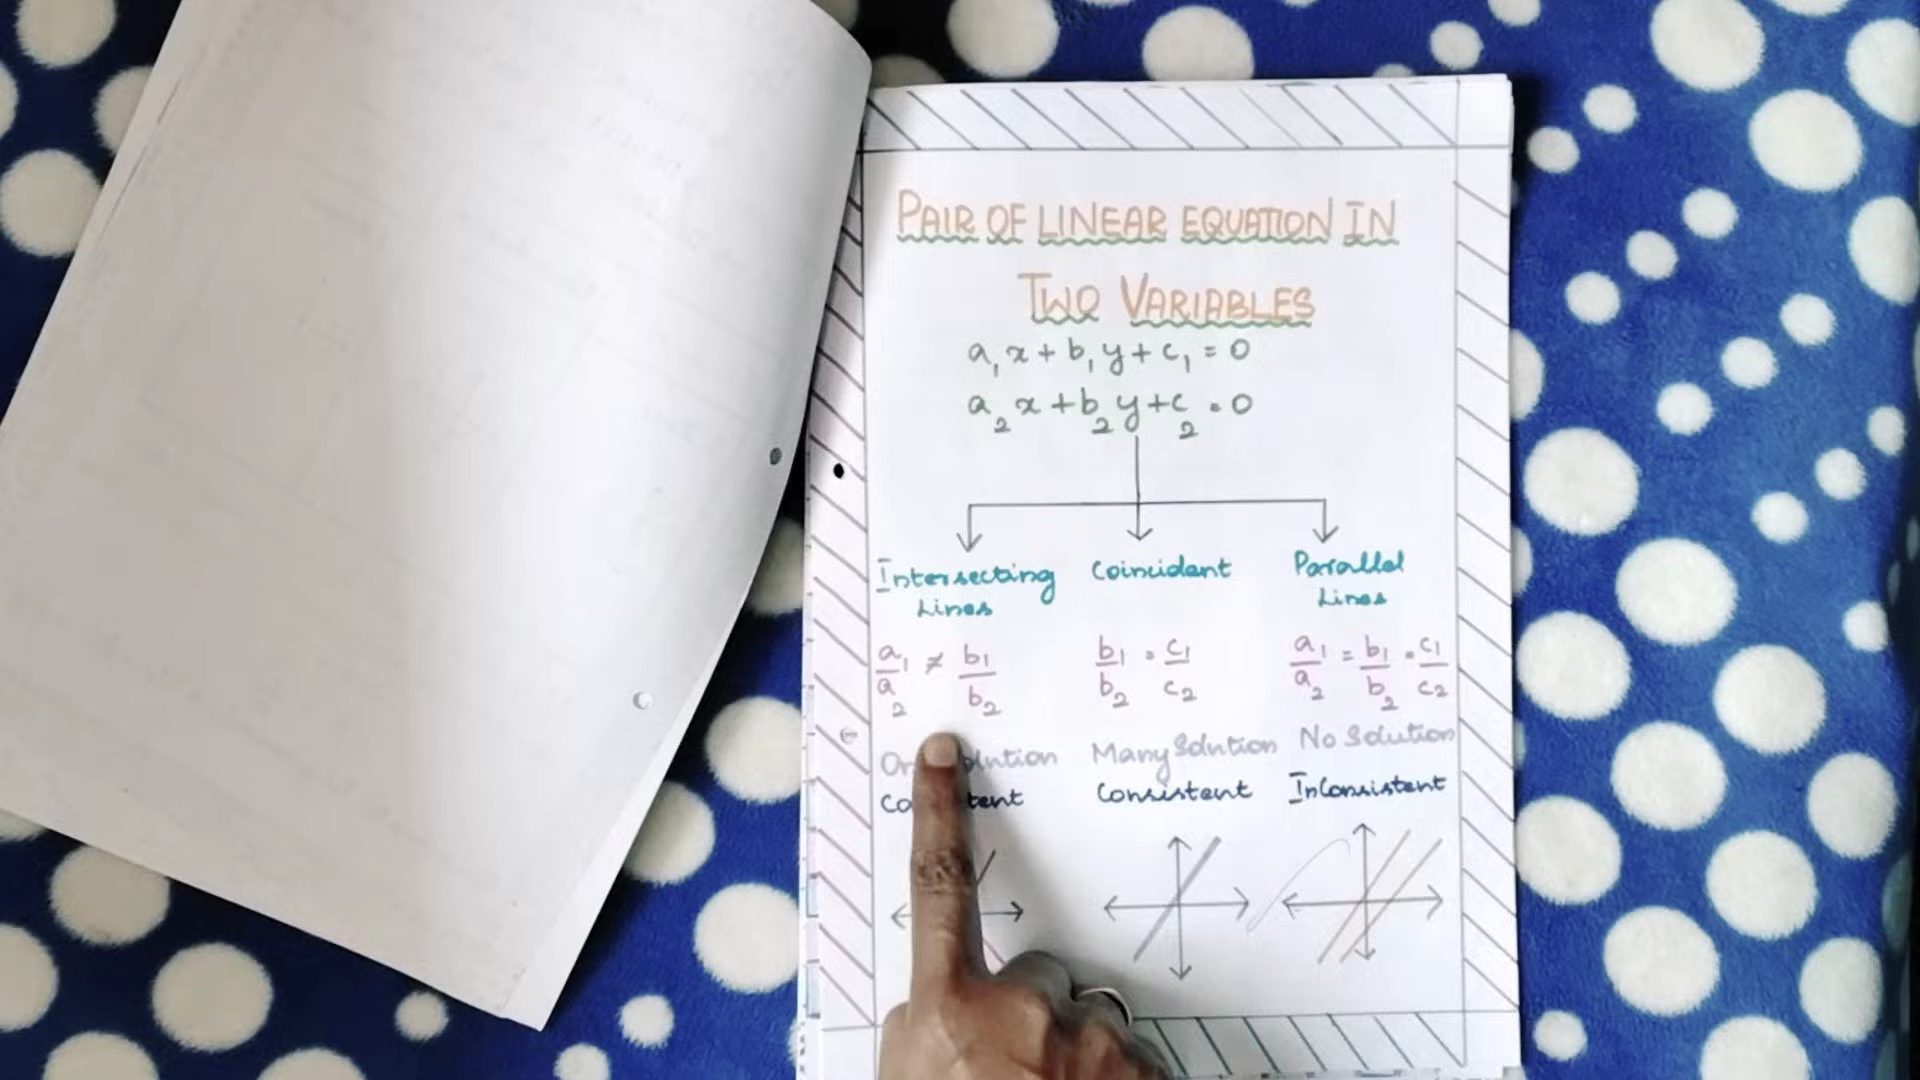 PAIR OF LINEAR EQUATION IN
TWO VARIABLES
a₁x + b₁y + c₁ = 0
a₂x + b₂y + c₂ = 0
Intersecting Lines
a₁/a₂ ≠ b₁/b₂
Consistent
Coincidant
b₁/b₂ = c₁/c₂
Many Solution
Consistent
Parallel Lines
a₁/a₂ = b₁/b₂ = c₁/c₂
No Solution
InConsistent